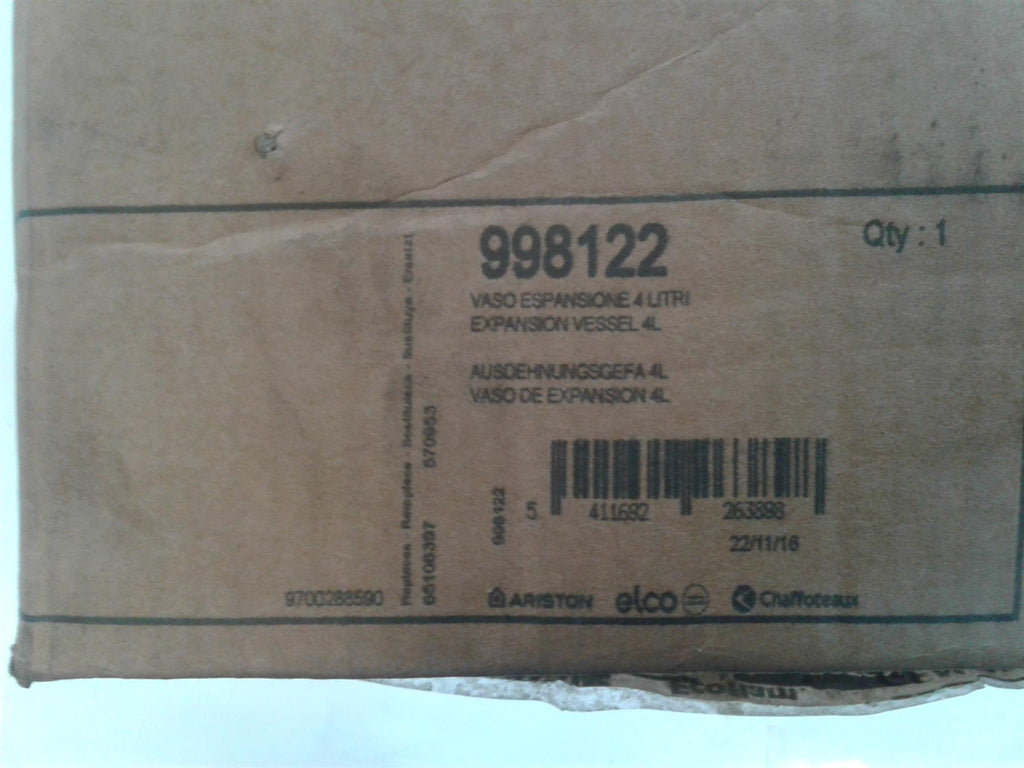 998122
Qty : 1
VASO ESPANSIONE 4 LITRI
EXPANSION VESSEL 4L
AUSDEHNUNGSGEFA 4L
VASO DE EXPANSION 4L
Replaces - Remplace - Sostituisce - Sustituye - Ersetzt
65106397 570953
998122
5 411692 263898
22/11/16
9700288590
ARISTON elco Chaffoteaux